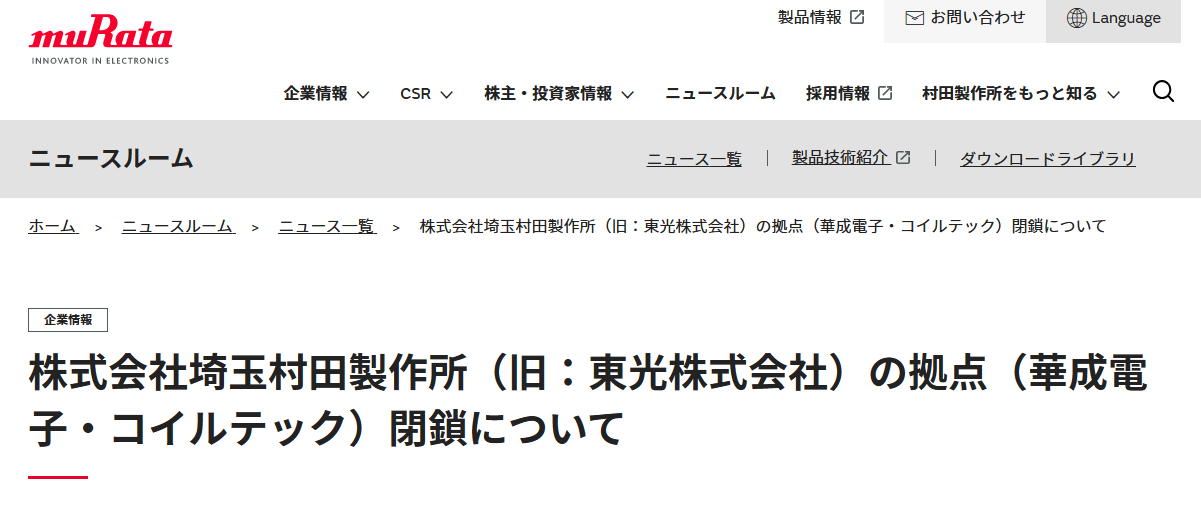 muRata
INNOVATOR IN ELECTRONICS
製品情報
お問い合わせ
Language
企業情報 CSR 株主・投資家情報 ニュースルーム 採用情報 村田製作所をもっと知る
ニュースルーム
ニュース一覧 | 製品技術紹介 | ダウンロードライブラリ
ホーム > ニュースルーム > ニュース一覧 > 株式会社埼玉村田製作所（旧：東光株式会社）の拠点（華成電子・コイルテック）閉鎖について
企業情報
株式会社埼玉村田製作所（旧：東光株式会社）の拠点（華成電
子・コイルテック）閉鎖について